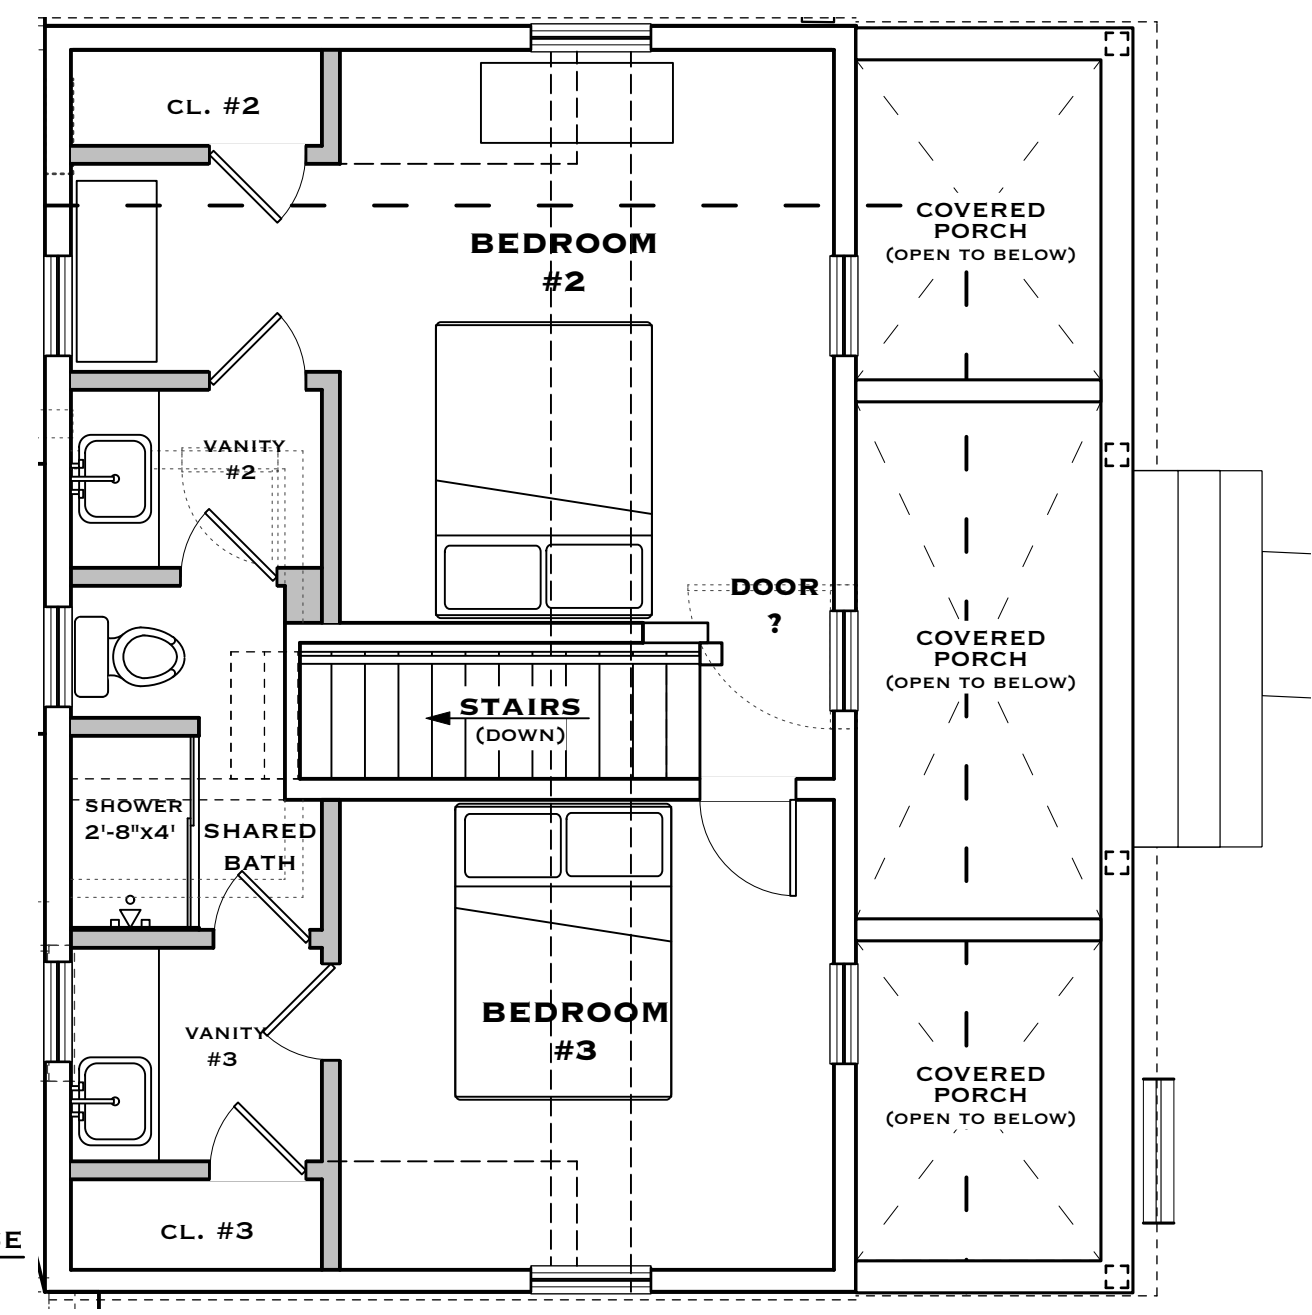 CL. #2
COVERED
PORCH
(OPEN TO BELOW)
BEDROOM
#2
VANITY
#2
DOOR
?
COVERED
PORCH
(OPEN TO BELOW)
STAIRS
(DOWN)
SHOWER
2'-8"x4'
SHARED
BATH
BEDROOM
#3
VANITY
#3
COVERED
PORCH
(OPEN TO BELOW)
CL. #3